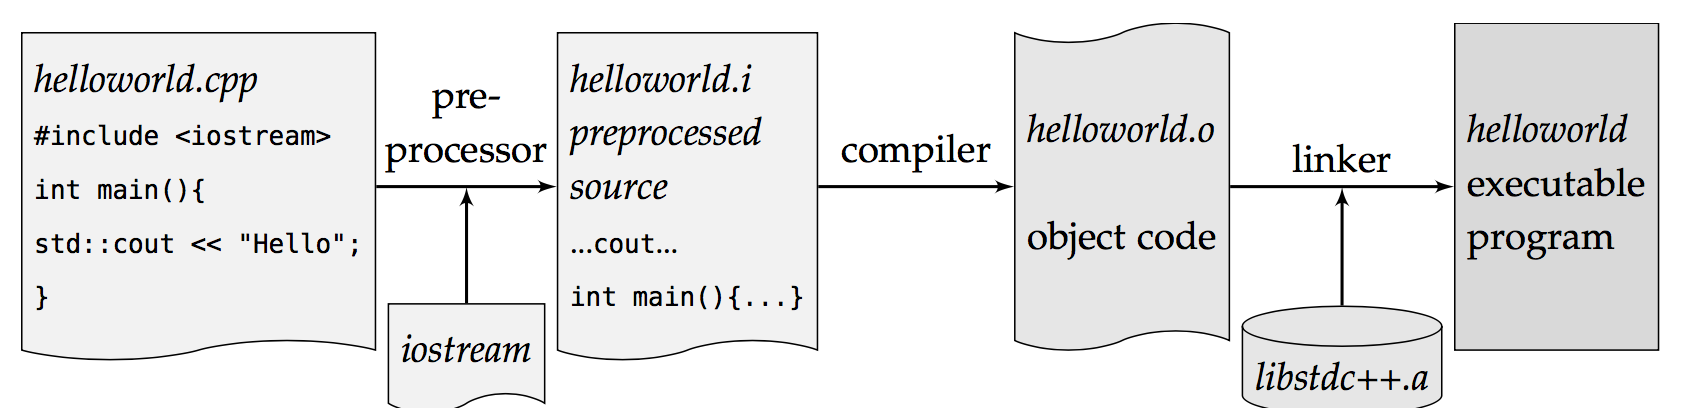 helloworld.cpp
#include <iostream>
int main(){
std::cout << "Hello";
}
pre-
processor
iostream
helloworld.i
preprocessed
source
...cout...
int main(){...}
compiler
helloworld.o
object code
linker
libstdc++.a
helloworld
executable
program